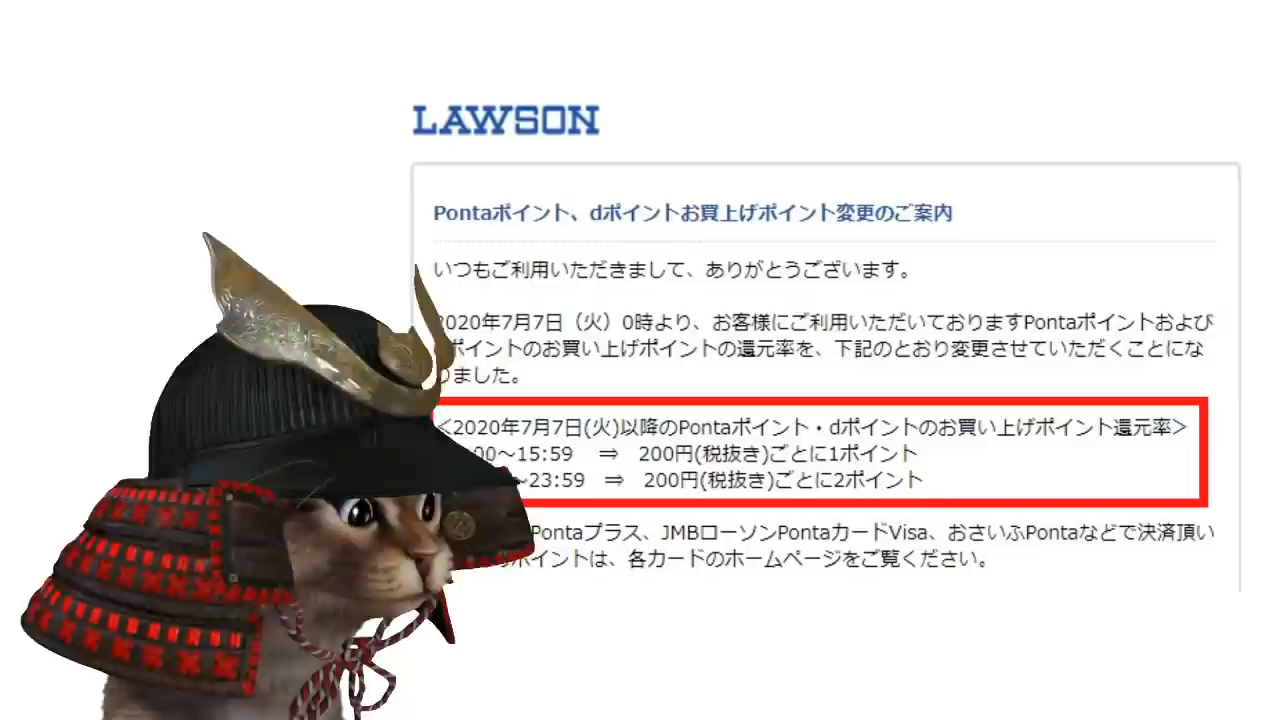 LAWSON
Pontaポイント、dポイントお買上げポイント変更のご案内
いつもご利用いただきまして、ありがとうございます。
2020年7月7日（火）0時より、お客様にご利用いただいておりますPontaポイントおよび
ポイントのお買い上げポイントの還元率を、下記のとおり変更させていただくことにな
りました。
＜2020年7月7日(火)以降のPontaポイント・dポイントのお買い上げポイント還元率＞
00～15:59 ⇒ 200円(税抜き)ごとに1ポイント
～23:59 ⇒ 200円(税抜き)ごとに2ポイント
Pontaプラス、JMBローソンPontaカードVisa、おさいふPontaなどで決済頂い
ポイントは、各カードのホームページをご覧ください。